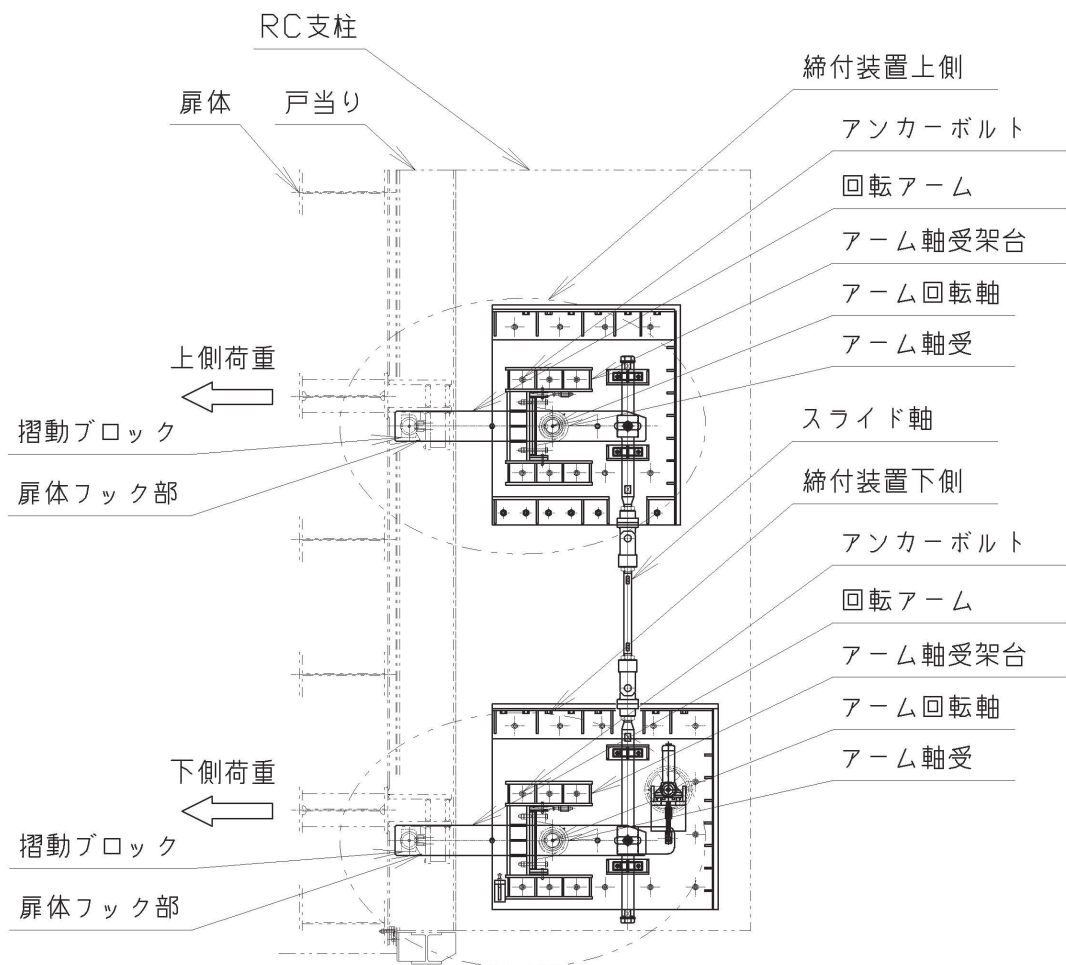 RC支柱
締付装置上側
扉体
戸当り
アンカーボルト
回転アーム
アーム軸受架台
アーム回転軸
アーム軸受
上側荷重
摺動ブロック
扉体フック部
スライド軸
締付装置下側
アンカーボルト
回転アーム
アーム軸受架台
アーム回転軸
アーム軸受
下側荷重
摺動ブロック
扉体フック部